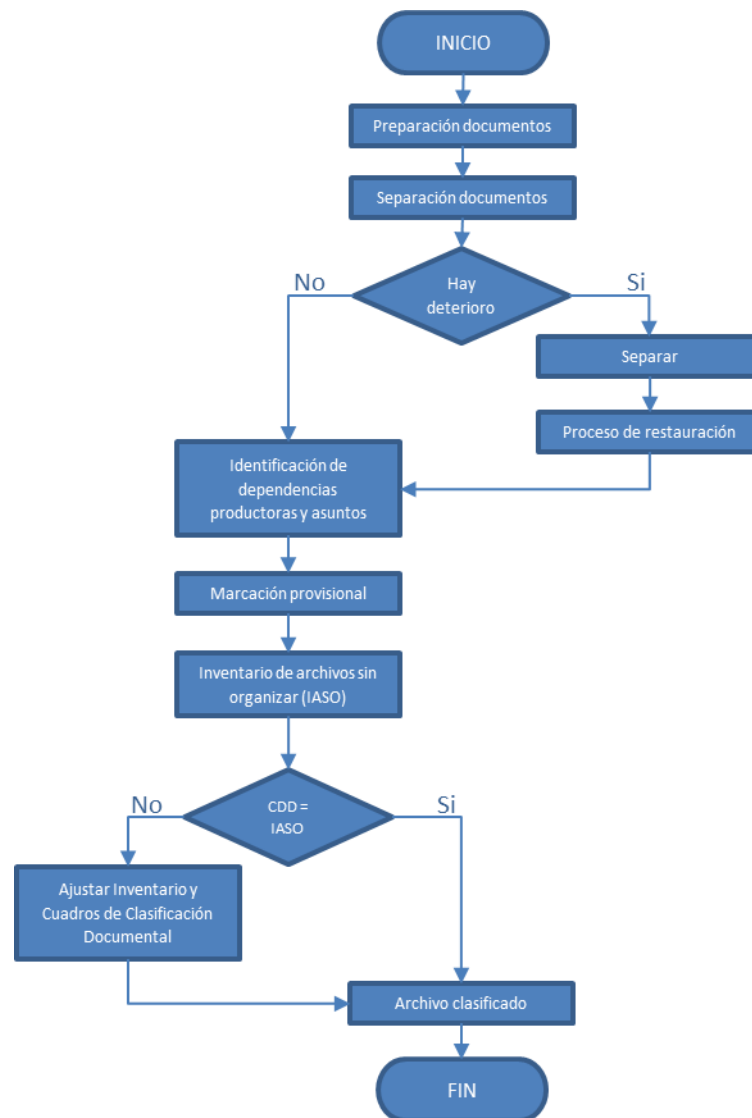 INICIO
Preparación documentos
Separación documentos
Hay
deterioro
No
Si
Separar
Proceso de restauración
Identificación de
dependencias
productoras y asuntos
Marcación provisional
Inventario de archivos sin
organizar (IASO)
CDD =
IASO
No
Si
Ajustar Inventario y
Cuadros de Clasificación
Documental
Archivo clasificado
FIN